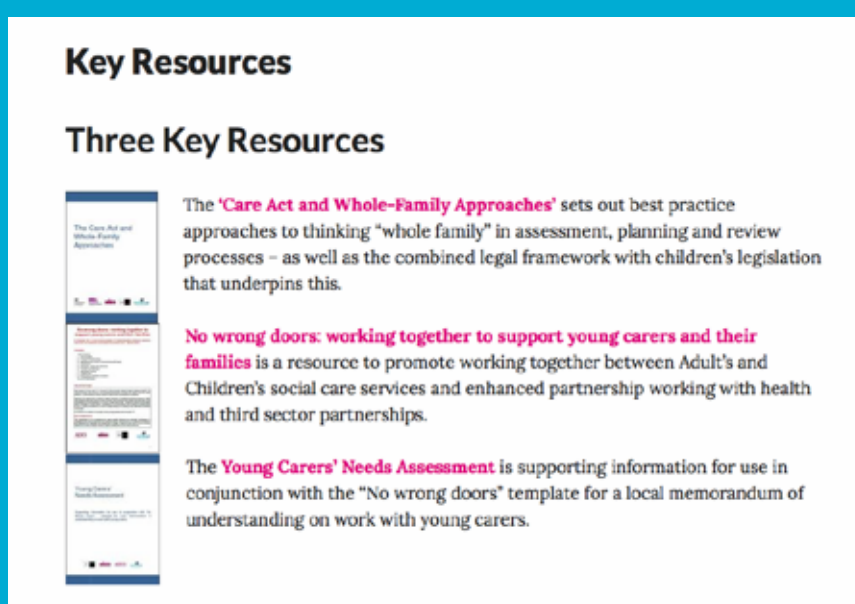 Key Resources
Three Key Resources
The Care Act and
Whole-Family
Approaches
The ‘Care Act and Whole-Family Approaches’ sets out best practice
approaches to thinking “whole family” in assessment, planning and review
processes – as well as the combined legal framework with children’s legislation
that underpins this.
No wrong doors: working together to support young carers and their
families is a resource to promote working together between Adult’s and
Children’s social care services and enhanced partnership working with health
and third sector partnerships.
Young Carers’
Needs Assessment
The Young Carers’ Needs Assessment is supporting information for use in
conjunction with the “No wrong doors” template for a local memorandum of
understanding on work with young carers.